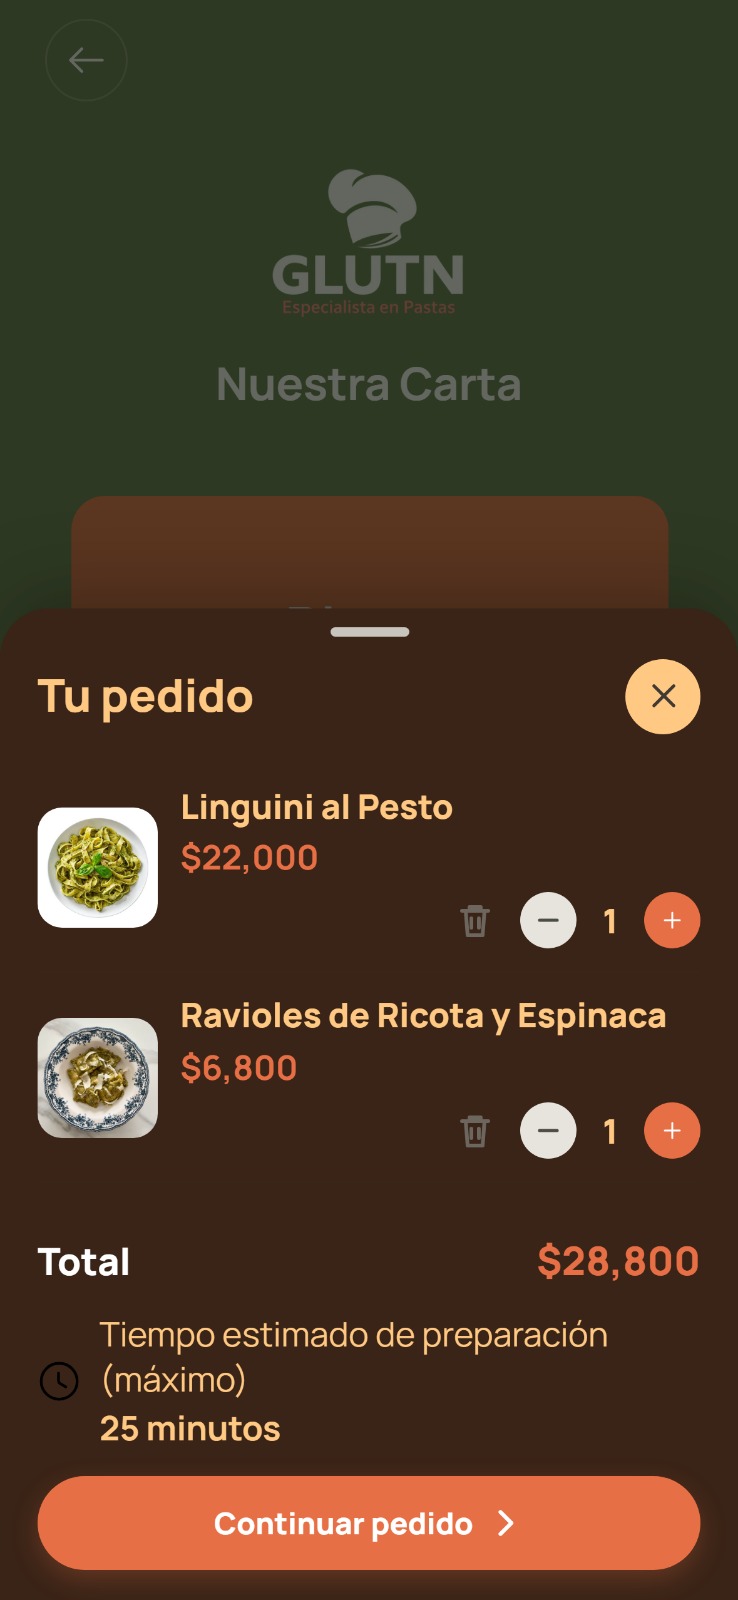 GLUTN
Especialista en Pastas
Nuestra Carta
Tu pedido
Linguini al Pesto
$22,000
1
Ravioles de Ricota y Espinaca
$6,800
1
Total
$28,800
Tiempo estimado de preparación
(máximo)
25 minutos
Continuar pedido